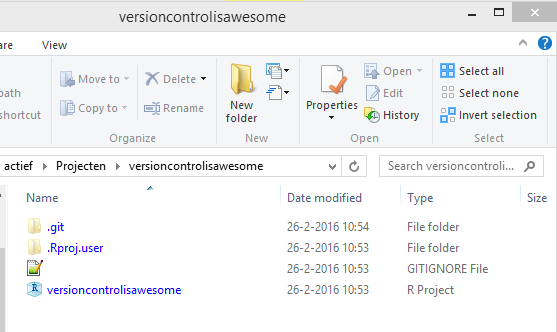 versioncontrolisawesome
are View
path
shortcut
Move to
Copy to
Delete
Rename
Organize
New folder
New
Properties
Open
Edit
History
Open
Select all
Select none
Invert selection
Select
actief Projecten versioncontrolisawesome
Search versioncontroli...
Name Date modified Type Size
.git 26-2-2016 10:54 File folder
.Rproj.user 26-2-2016 10:53 File folder
26-2-2016 10:53 GITIGNORE File
versioncontrolisawesome 26-2-2016 10:53 R Project